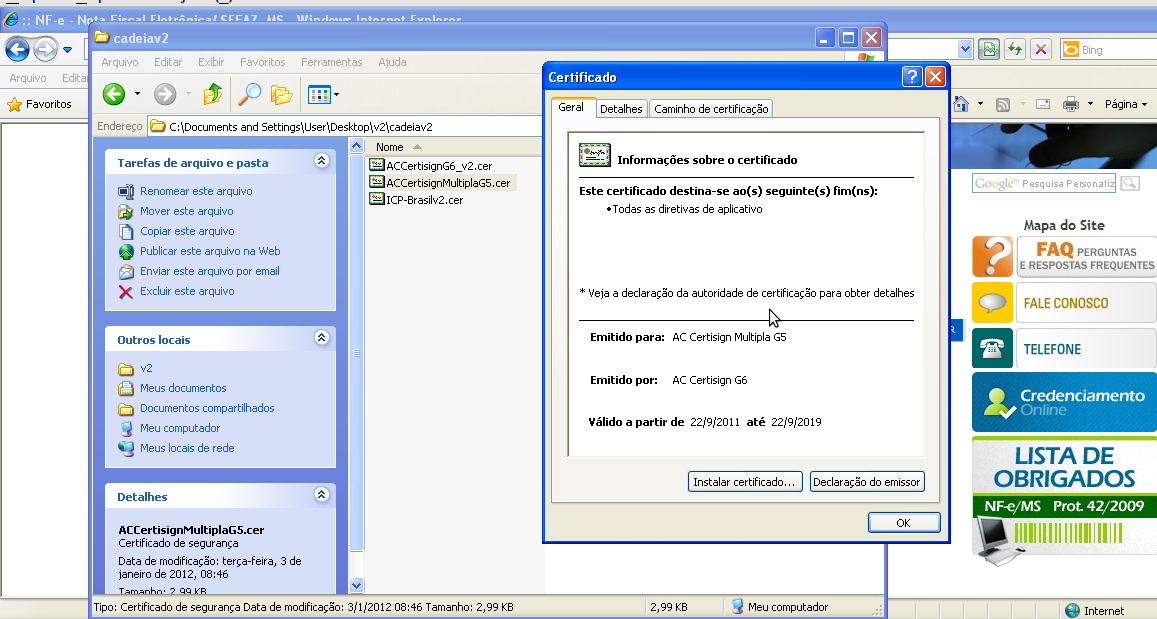 :: NF-e - Nota Fiscal Eletrônica/ SEFAZ MS - Windows Internet Explorer
Arquivo Edita
Favoritos
cadeiav2
Arquivo Editar Exibir Favoritos Ferramentas Ajuda
Endereço C:\Documents and Settings\User\Desktop\v2\cadeiav2
Tarefas de arquivo e pasta
Renomear este arquivo
Mover este arquivo
Copiar este arquivo
Publicar este arquivo na Web
Enviar este arquivo por email
Excluir este arquivo
Outros locais
v2
Meus documentos
Documentos compartilhados
Meu computador
Meus locais de rede
Detalhes
ACCertisignMultiplaG5.cer
Certificado de segurança
Data de modificação: terça-feira, 3 de
janeiro de 2012, 08:46
Tamanho: 2,99 KB
Nome
ACCertisignG6_v2.cer
ACCertisignMultiplaG5.cer
ICP-Brasilv2.cer
Tipo: Certificado de segurança Data de modificação: 3/1/2012 08:46 Tamanho: 2,99 KB
2,99 KB
Meu computador
Certificado
Geral Detalhes Caminho de certificação
Informações sobre o certificado
Este certificado destina-se ao(s) seguinte(s) fim(ns):
•Todas as diretivas de aplicativo
* Veja a declaração da autoridade de certificação para obter detalhes
Emitido para: AC Certisign Multipla G5
Emitido por: AC Certisign G6
Válido a partir de 22/9/2011 até 22/9/2019
Instalar certificado... Declaração do emissor
OK
Bing
Página
Google™ Pesquisa Personaliz
Mapa do Site
FAQ PERGUNTAS
E RESPOSTAS FREQUENTES
FALE CONOSCO
TELEFONE
Credenciamento
Online
LISTA DE
OBRIGADOS
NF-e/MS Prot. 42/2009
Internet